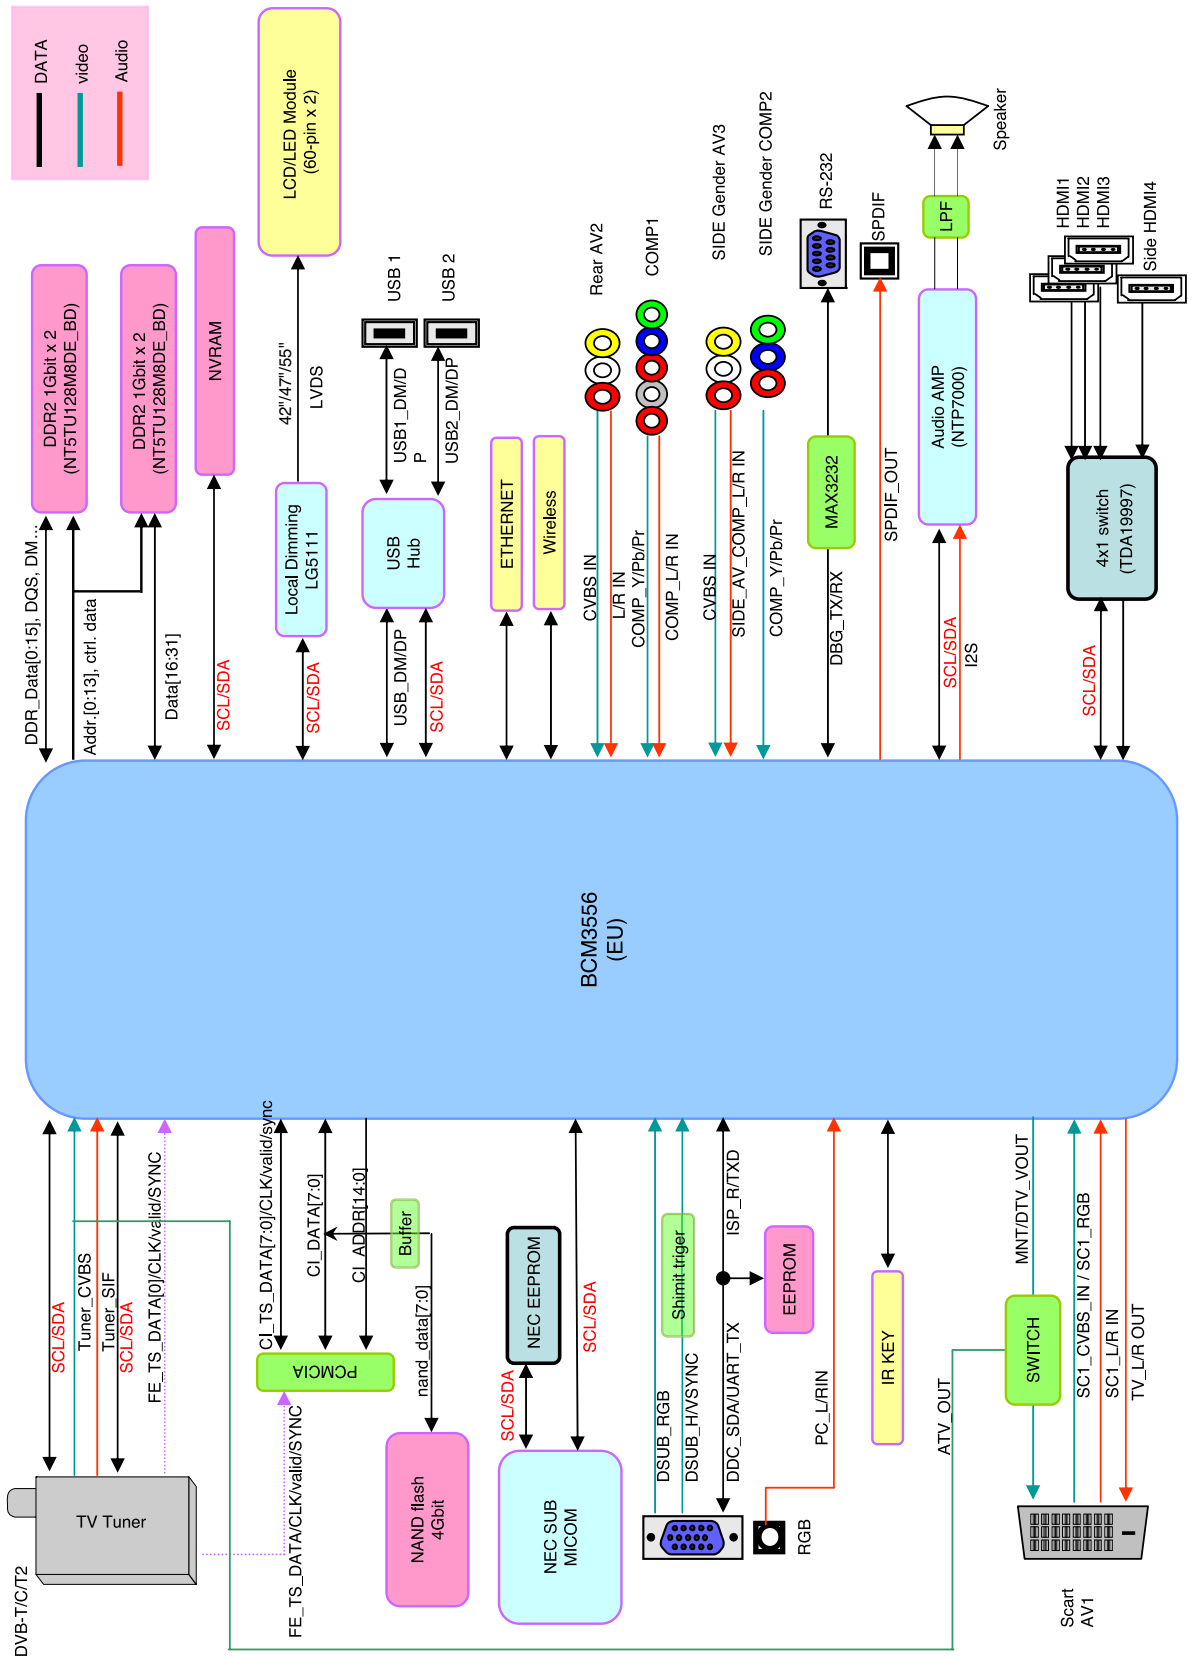 DATA
video
Audio
LCD/LED Module
(60-pin x 2)
DDR2 1Gbit x 2
(NT5TU128M8DE_BD)
DDR2 1Gbit x 2
(NT5TU128M8DE_BD)
NVRAM
42"/47"/55"
LVDS
Local Dimming
LG5111
USB 1
USB 2
USB1_DM/D
P
USB2_DM/DP
USB
Hub
ETHERNET
Wireless
Rear AV2
COMP1
SIDE Gender AV3
SIDE Gender COMP2
RS-232
SPDIF
LPF
Speaker
HDMI1
HDMI2
HDMI3
Side HDMI4
MAX3232
Audio AMP
(NTP7000)
4x1 switch
(TDA19997)
DDR_Data[0:15], DQS, DM…
Addr.[0:13], ctrl. data
Data[16:31]
SCL/SDA
SCL/SDA
USB_DM/DP
SCL/SDA
CVBS IN
L/R IN
COMP_Y/Pb/Pr
COMP_L/R IN
CVBS IN
SIDE_AV_COMP_L/R IN
COMP_Y/Pb/Pr
DBG_TX/RX
SPDIF_OUT
SCL/SDA
I2S
SCL/SDA
BCM3556
(EU)
SCL/SDA
Tuner_CVBS
Tuner_SIF
SCL/SDA
FE_TS_DATA[0]/CLK/valid/SYNC
CI_TS_DATA[7:0]/CLK/valid/sync
CI_DATA[7:0]
CI_ADDR[14:0]
Buffer
nand_data[7:0]
NEC EEPROM
SCL/SDA
SCL/SDA
Shimit triger
DSUB_RGB
DSUB_H/VSYNC
ISP_R/TXD
DDC_SDA/UART_TX
EEPROM
PC_L/RIN
IR KEY
ATV_OUT
MNT/DTV_VOUT
SWITCH
SC1_CVBS_IN / SC1_RGB
SC1_L/R IN
TV_L/R OUT
PCMCIA
FE_TS_DATA/CLK/valid/SYNC
TV Tuner
DVB-T/C/T2
NAND flash
4Gbit
NEC SUB
MICOM
RGB
Scart
AV1